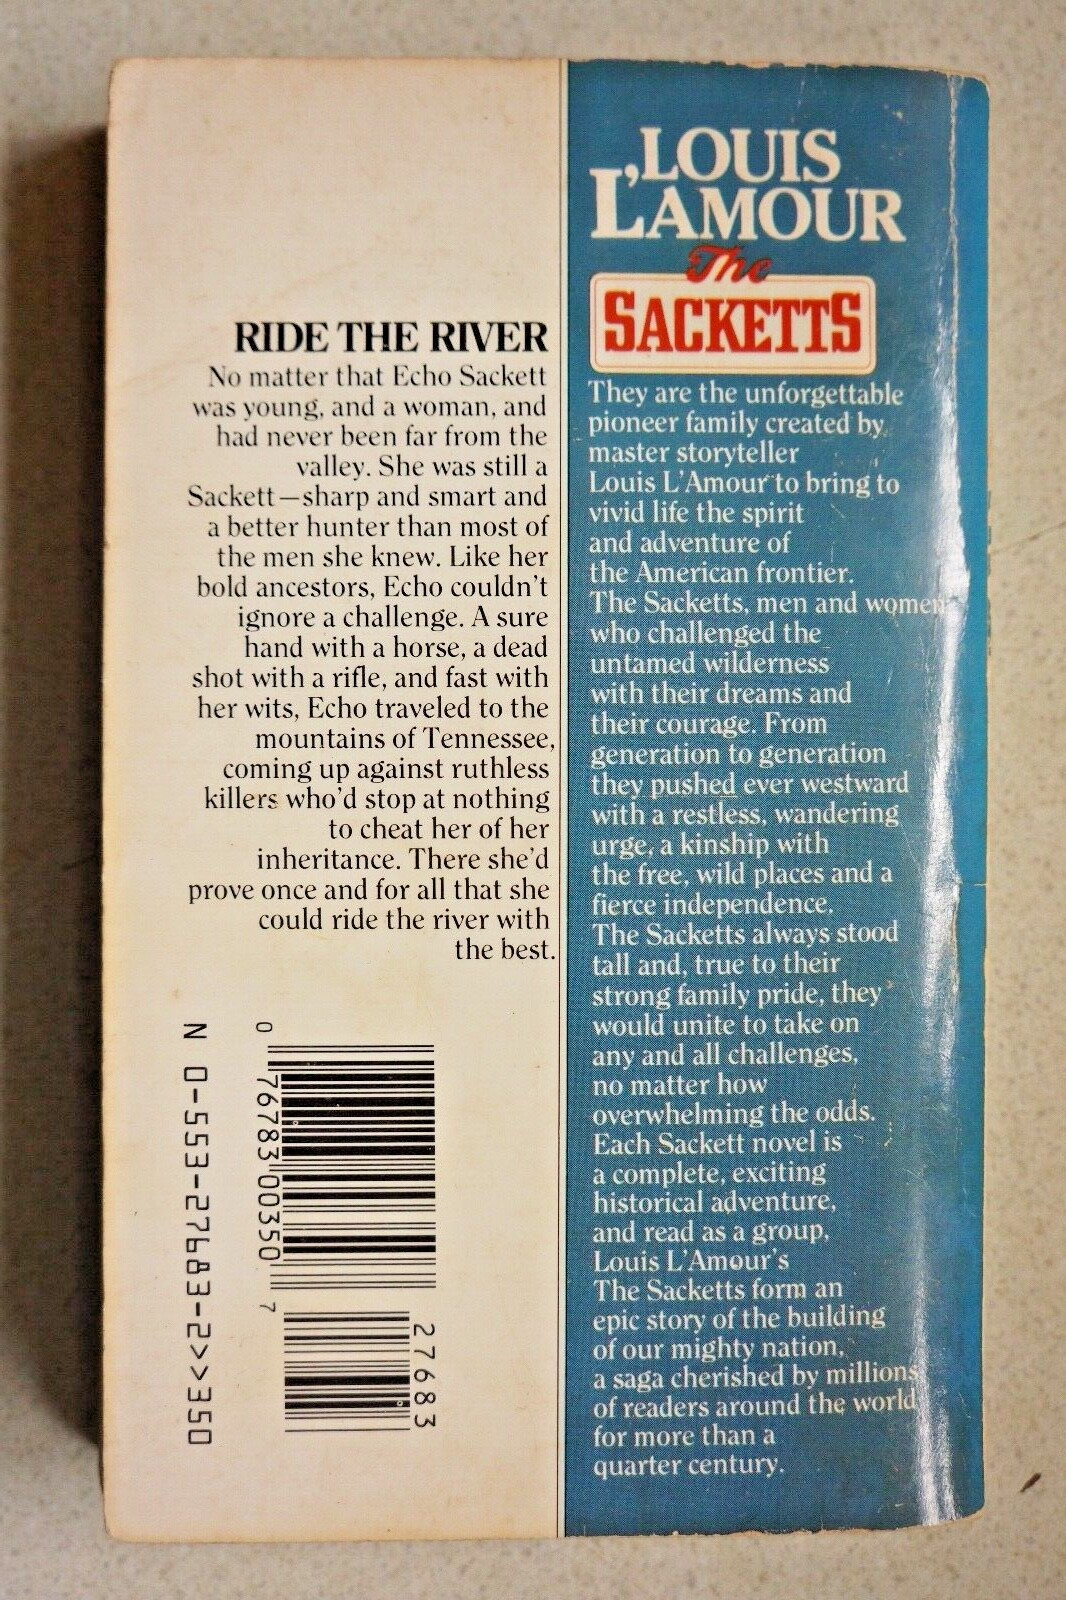 RIDE THE RIVER
No matter that Echo Sackett
was young, and a woman, and
had never been far from the
valley. She was still a
Sackett—sharp and smart and
a better hunter than most of
the men she knew. Like her
bold ancestors, Echo couldn't
ignore a challenge. A sure
hand with a horse, a dead
shot with a rifle, and fast with
her wits, Echo traveled to the
mountains of Tennessee,
coming up against ruthless
killers who'd stop at nothing
to cheat her of her
inheritance. There she'd
prove once and for all that she
could ride the river with
the best.
N 0-553-27683-2>>350
0 76783 00350 7
27683
LOUIS
L'AMOUR
The
SACKETTS
They are the unforgettable
pioneer family created by
master storyteller
Louis L'Amour to bring to
vivid life the spirit
and adventure of
the American frontier.
The Sacketts, men and women
who challenged the
untamed wilderness
with their dreams and
their courage. From
generation to generation
they pushed ever westward
with a restless, wandering
urge, a kinship with
the free, wild places and a
fierce independence.
The Sacketts always stood
tall and, true to their
strong family pride, they
would unite to take on
any and all challenges,
no matter how
overwhelming the odds.
Each Sackett novel is
a complete, exciting
historical adventure,
and read as a group,
Louis L'Amour's
The Sacketts form an
epic story of the building
of our mighty nation,
a saga cherished by millions
of readers around the world
for more than a
quarter century.